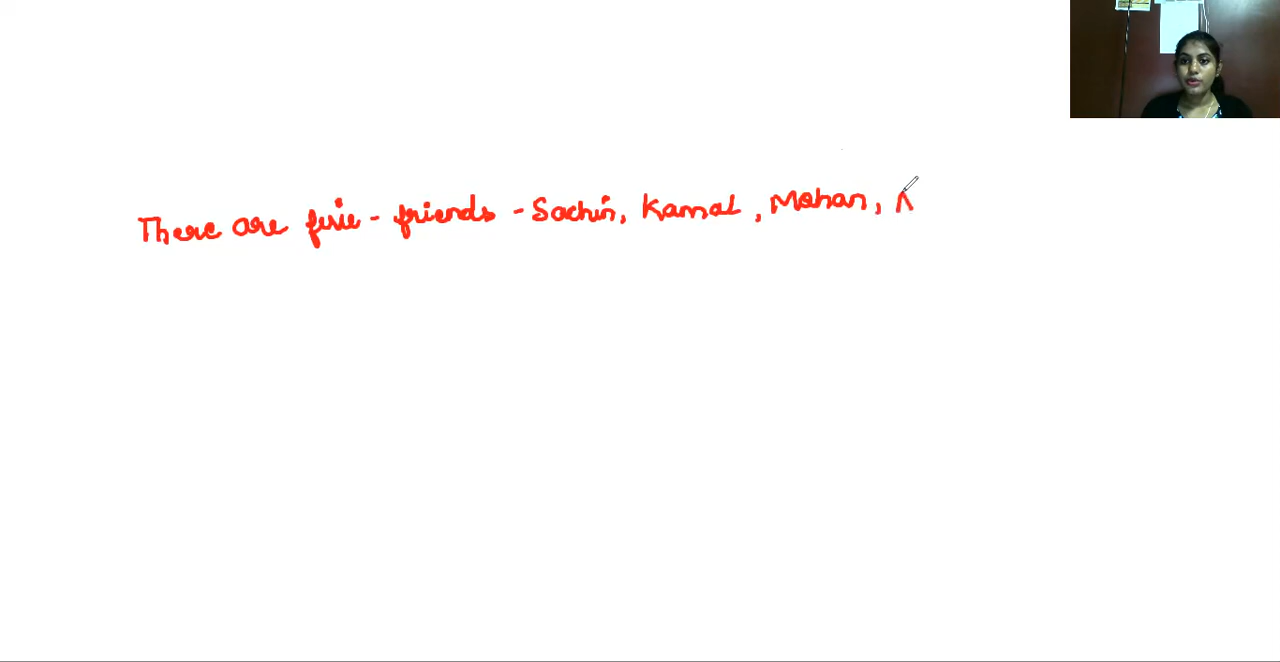 There are five - friends - Sachin, Kamal, Mohan, A